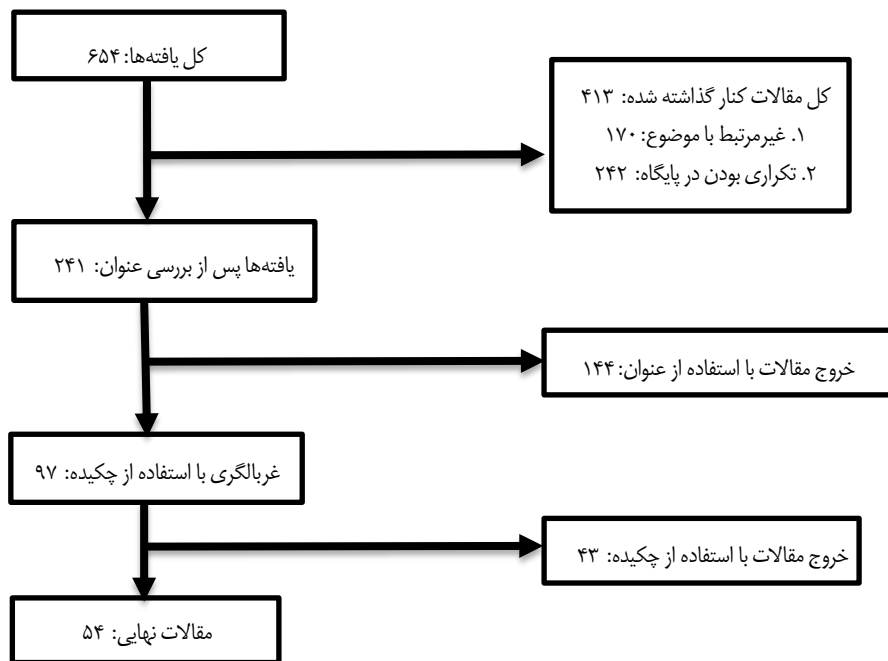 کل یافته‌ها: ۶۵۴
کل مقالات کنار گذاشته شده: ۴۱۳
۱. غیرمرتبط با موضوع: ۱۷۰
۲. تکراری بودن در پایگاه: ۲۴۲
یافته‌ها پس از بررسی عنوان: ۲۴۱
خروج مقالات با استفاده از عنوان: ۱۴۴
غربالگری با استفاده از چکیده: ۹۷
خروج مقالات با استفاده از چکیده: ۴۳
مقالات نهایی: ۵۴